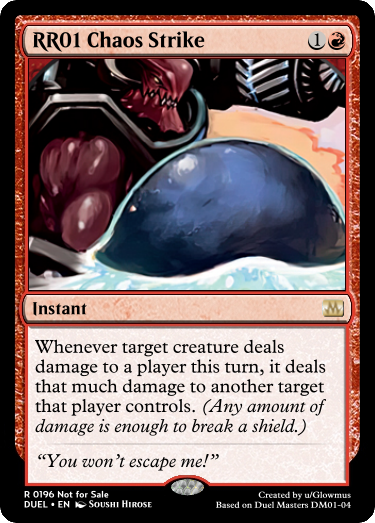 RR01 Chaos Strike 1
Instant
Whenever target creature deals
damage to a player this turn, it deals
that much damage to another target
that player controls. (Any amount of
damage is enough to break a shield.)
“You won’t escape me!”
R 0196 Not for Sale
DUEL • EN Soushi Hirose
Created by u/Glowmus
Based on Duel Masters DM01-04